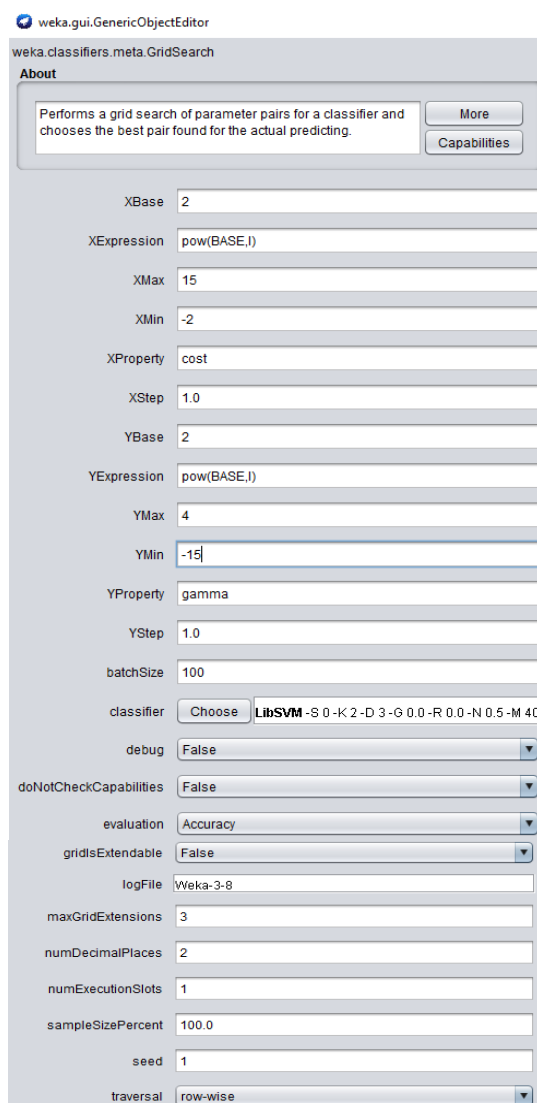 weka.gui.GenericObjectEditor
weka.classifiers.meta.GridSearch
About
Performs a grid search of parameter pairs for a classifier and
chooses the best pair found for the actual predicting.
More
Capabilities
XBase 2
XExpression pow(BASE,I)
XMax 15
XMin -2
XProperty cost
XStep 1.0
YBase 2
YExpression pow(BASE,I)
YMax 4
YMin -15
YProperty gamma
YStep 1.0
batchSize 100
classifier Choose LibSVM -S 0 -K 2 -D 3 -G 0.0 -R 0.0 -N 0.5 -M 40
debug False
doNotCheckCapabilities False
evaluation Accuracy
gridIsExtendable False
logFile Weka-3-8
maxGridExtensions 3
numDecimalPlaces 2
numExecutionSlots 1
sampleSizePercent 100.0
seed 1
traversal row-wise